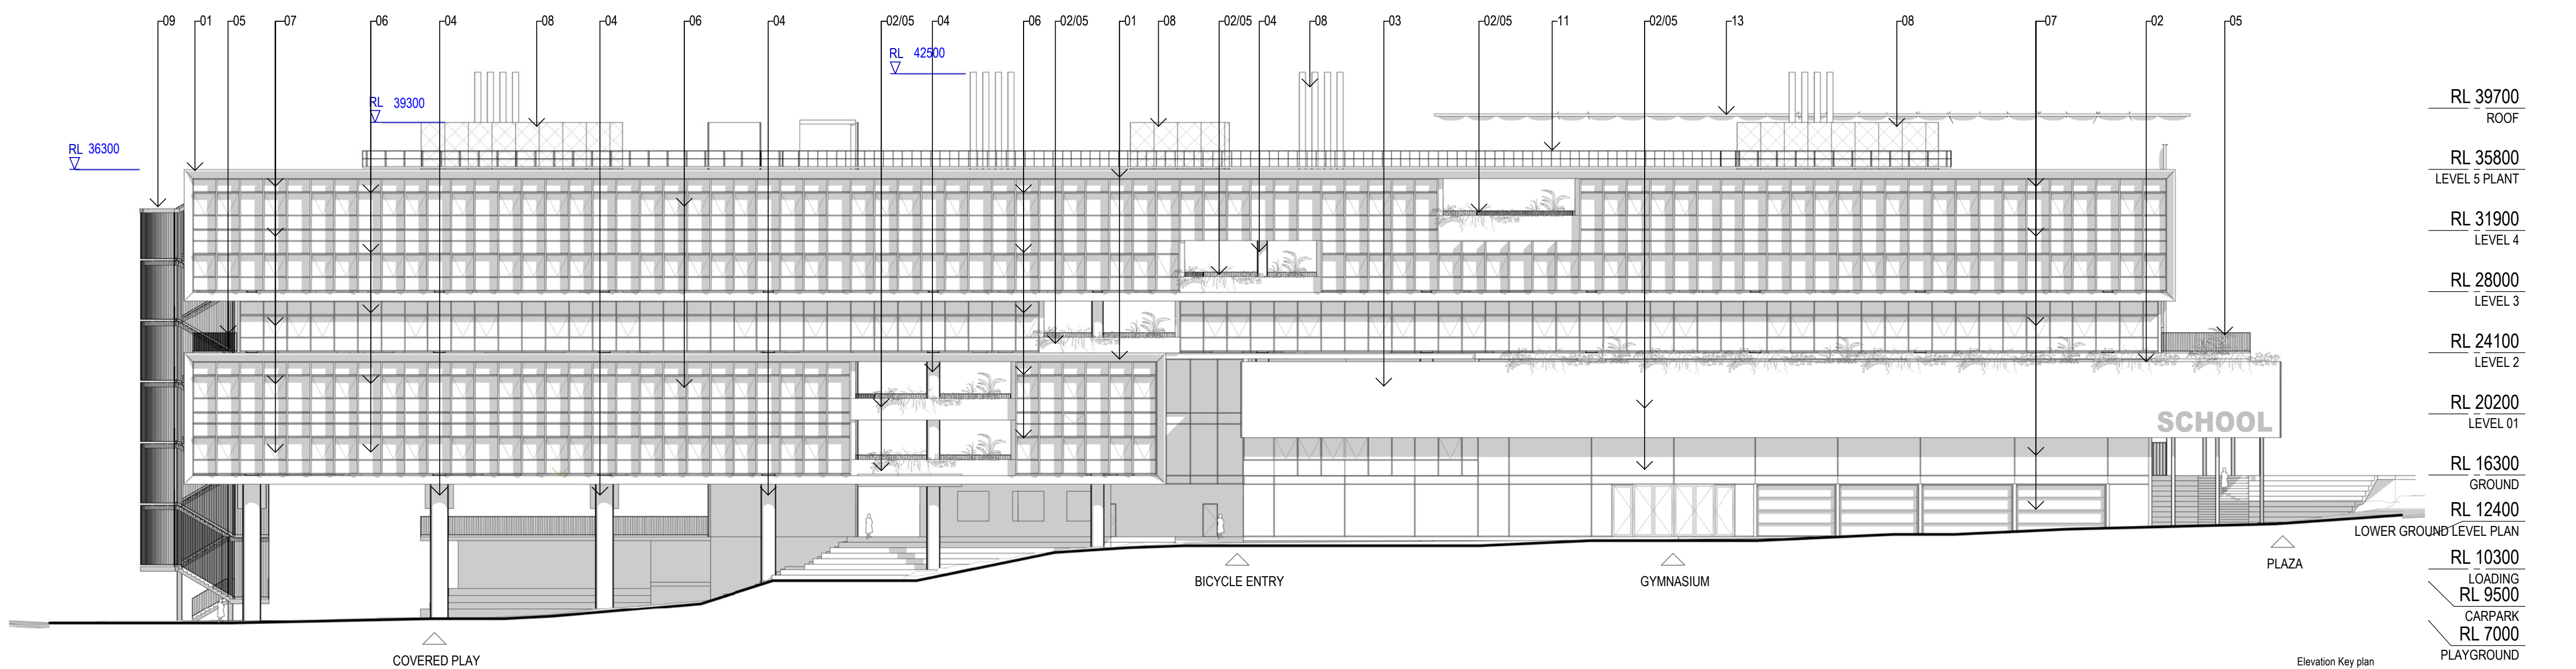 09 01 05 07 06 04 08 04 06 04 02/05 04 06 02/05 01 08 02/05 04 08 03 02/05 11 02/05 13 08 07 02 05
RL 42500
RL 39300
RL 36300
RL 39700
ROOF
RL 35800
LEVEL 5 PLANT
RL 31900
LEVEL 4
RL 28000
LEVEL 3
RL 24100
LEVEL 2
RL 20200
LEVEL 01
SCHOOL
RL 16300
GROUND
RL 12400
LOWER GROUND LEVEL PLAN
RL 10300
LOADING
RL 9500
CARPARK
RL 7000
PLAYGROUND
COVERED PLAY
BICYCLE ENTRY
GYMNASIUM
PLAZA
Elevation Key plan